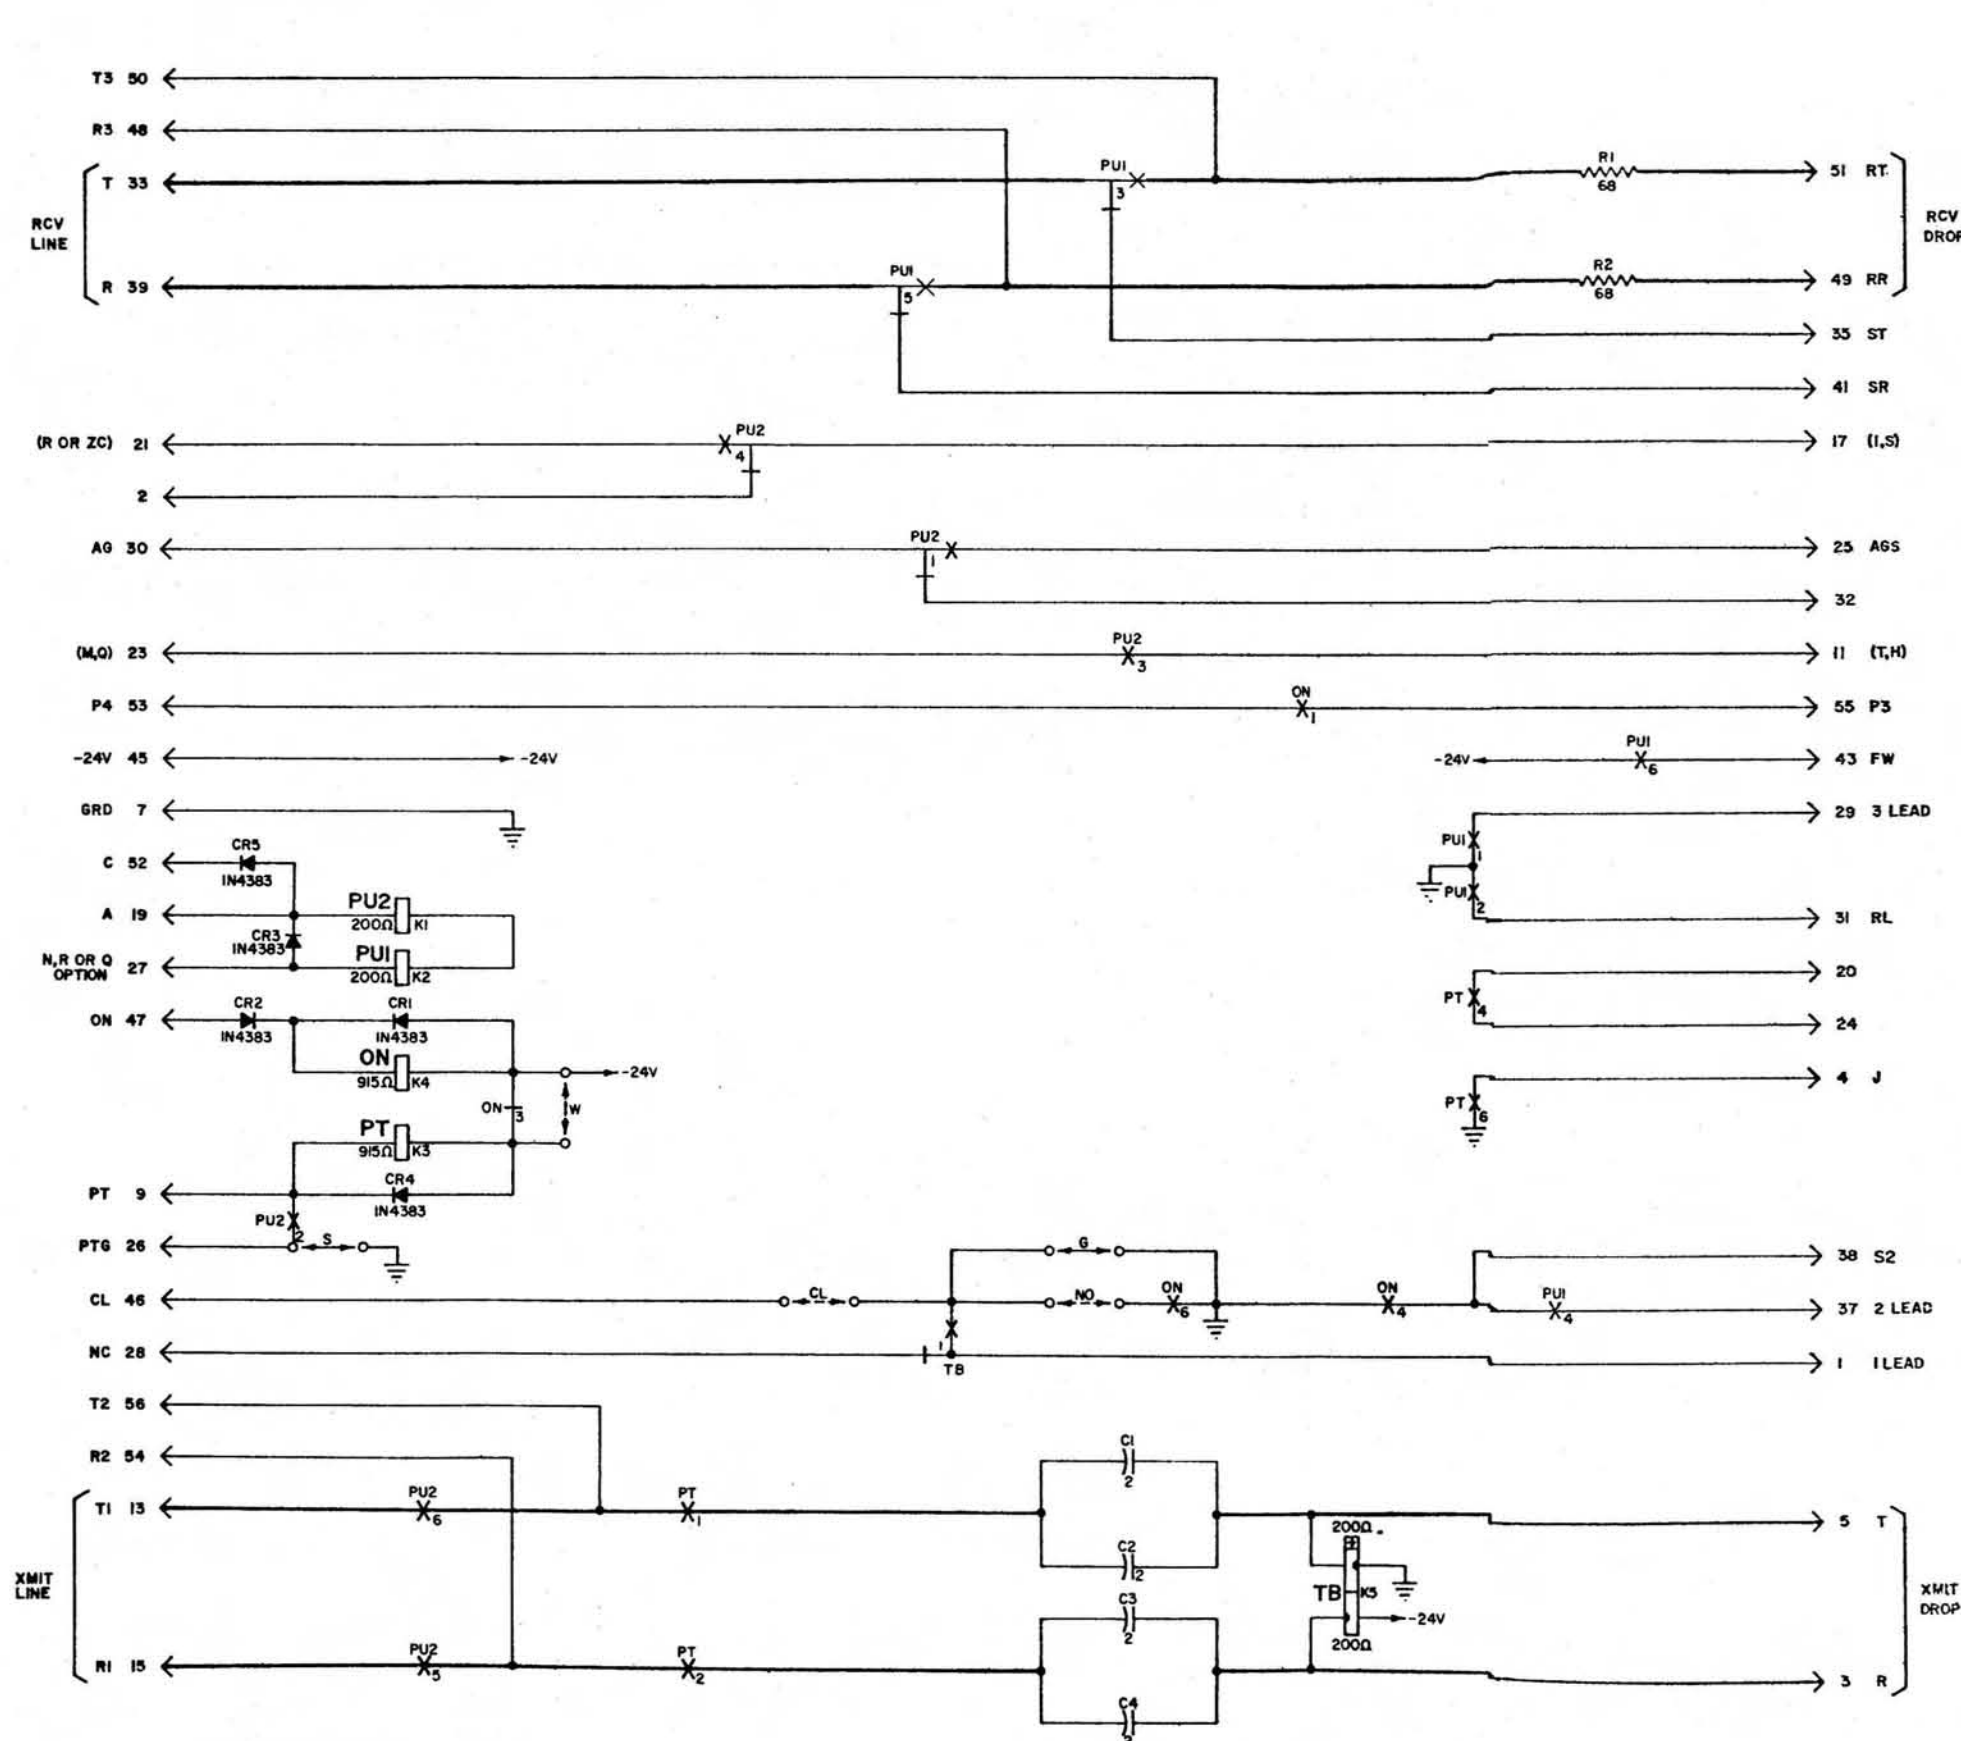 T3 50
R3 48
T 33
PU1
3
R1
68
51 RT
RCV
LINE
RCV
DROP
R 39
PU1
5
R2
68
49 RR
35 ST
41 SR
(R OR ZC) 21
PU2
4
17 (1,S)
2
AG 30
PU2
1
25 AGS
32
(M,Q) 23
PU2
3
11 (T,H)
P4 53
ON
1
55 P3
-24V 45
-24V
-24V
PU1
6
43 FW
GRD 7
29 3 LEAD
PU1
1
C 52
CR5
1N4383
PU1
2
A 19
PU2
200Ω K1
31 RL
CR3
1N4383
N,R OR Q
OPTION 27
PU1
200Ω K2
20
PT
4
24
ON 47
CR2
1N4383
CR1
1N4383
ON
915Ω K4
-24V
4 J
ON
3
W
PT
6
PT
915Ω K3
PT 9
CR4
1N4383
PU2
2
PTG 26
S
G
38 S2
CL 46
CL
NO
ON
6
ON
4
PU1
4
37 2 LEAD
NC 28
1
TB
1 1 LEAD
T2 56
R2 54
C1
2
T1 13
PU2
6
PT
1
5 T
C2
2
200Ω
XMIT
LINE
C3
2
TB K5
-24V
200Ω
XMIT
DROP
R1 15
PU2
5
PT
2
3 R
C4